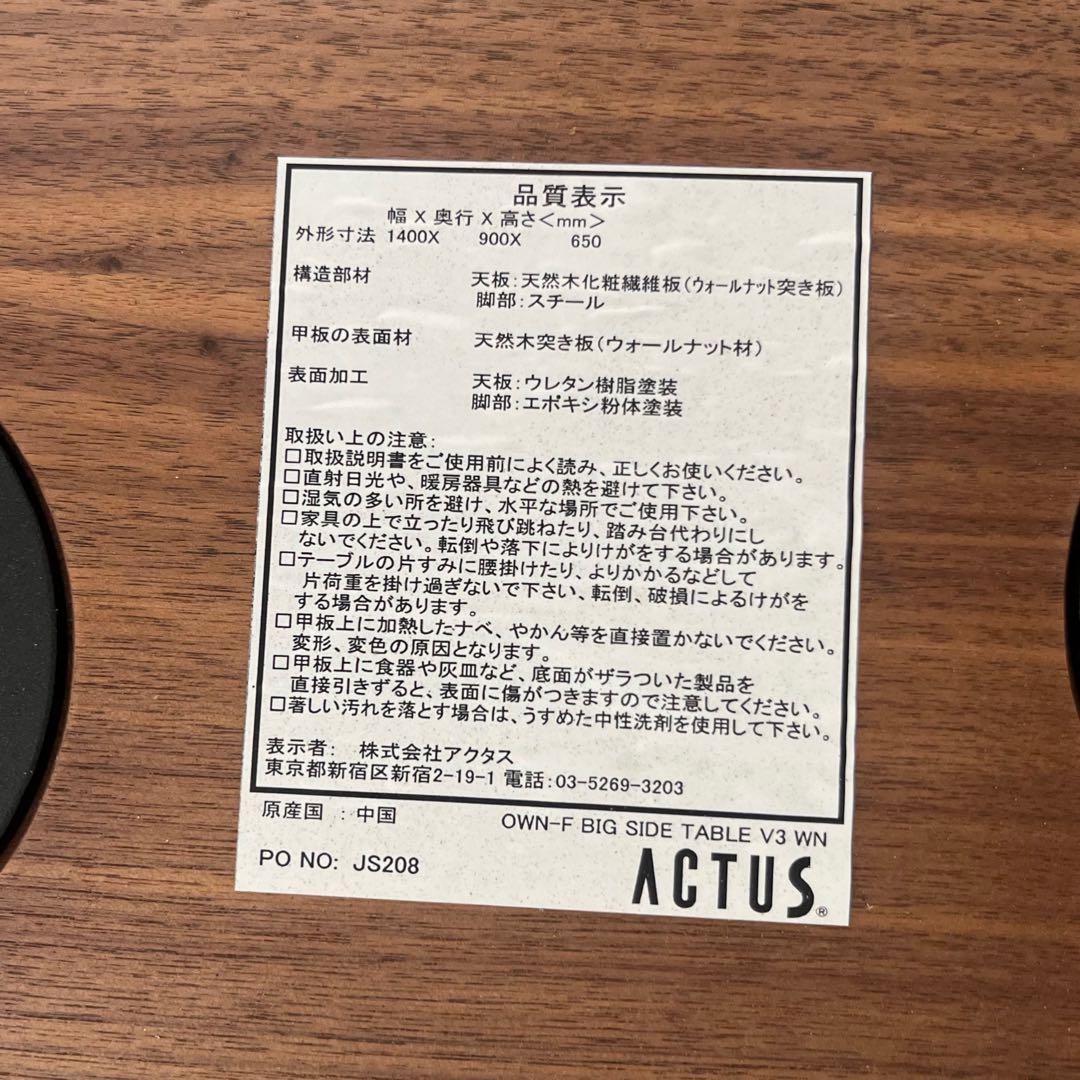 品質表示
幅 X 奥行 X 高さ<mm>
外形寸法 1400X 900X 650
構造部材 天板:天然木化粧繊維板(ウォールナット突き板)
脚部:スチール
甲板の表面材 天然木突き板(ウォールナット材)
表面加工 天板:ウレタン樹脂塗装
脚部:エポキシ粉体塗装
取扱い上の注意:
□取扱説明書をご使用前によく読み、正しくお使いください。
□直射日光や、暖房器具などの熱を避けて下さい。
□湿気の多い所を避け、水平な場所でご使用下さい。
□家具の上で立ったり飛び跳ねたり、踏み台代わりにし
ないでください。転倒や落下によりけがをする場合があります。
□テーブルの片すみに腰掛けたり、よりかかるなどして
片荷重を掛け過ぎないで下さい、転倒、破損によるけがを
する場合があります。
□甲板上に加熱したナベ、やかん等を直接置かないでください。
変形、変色の原因となります。
□甲板上に食器や灰皿など、底面がザラついた製品を
直接引きずると、表面に傷がつきますので注意してください。
□著しい汚れを落とす場合は、うすめた中性洗剤を使用して下さい。
表示者: 株式会社アクタス
東京都新宿区新宿2-19-1 電話:03-5269-3203
原産国 : 中国
OWN-F BIG SIDE TABLE V3 WN
PO NO: JS208
ACTUS®